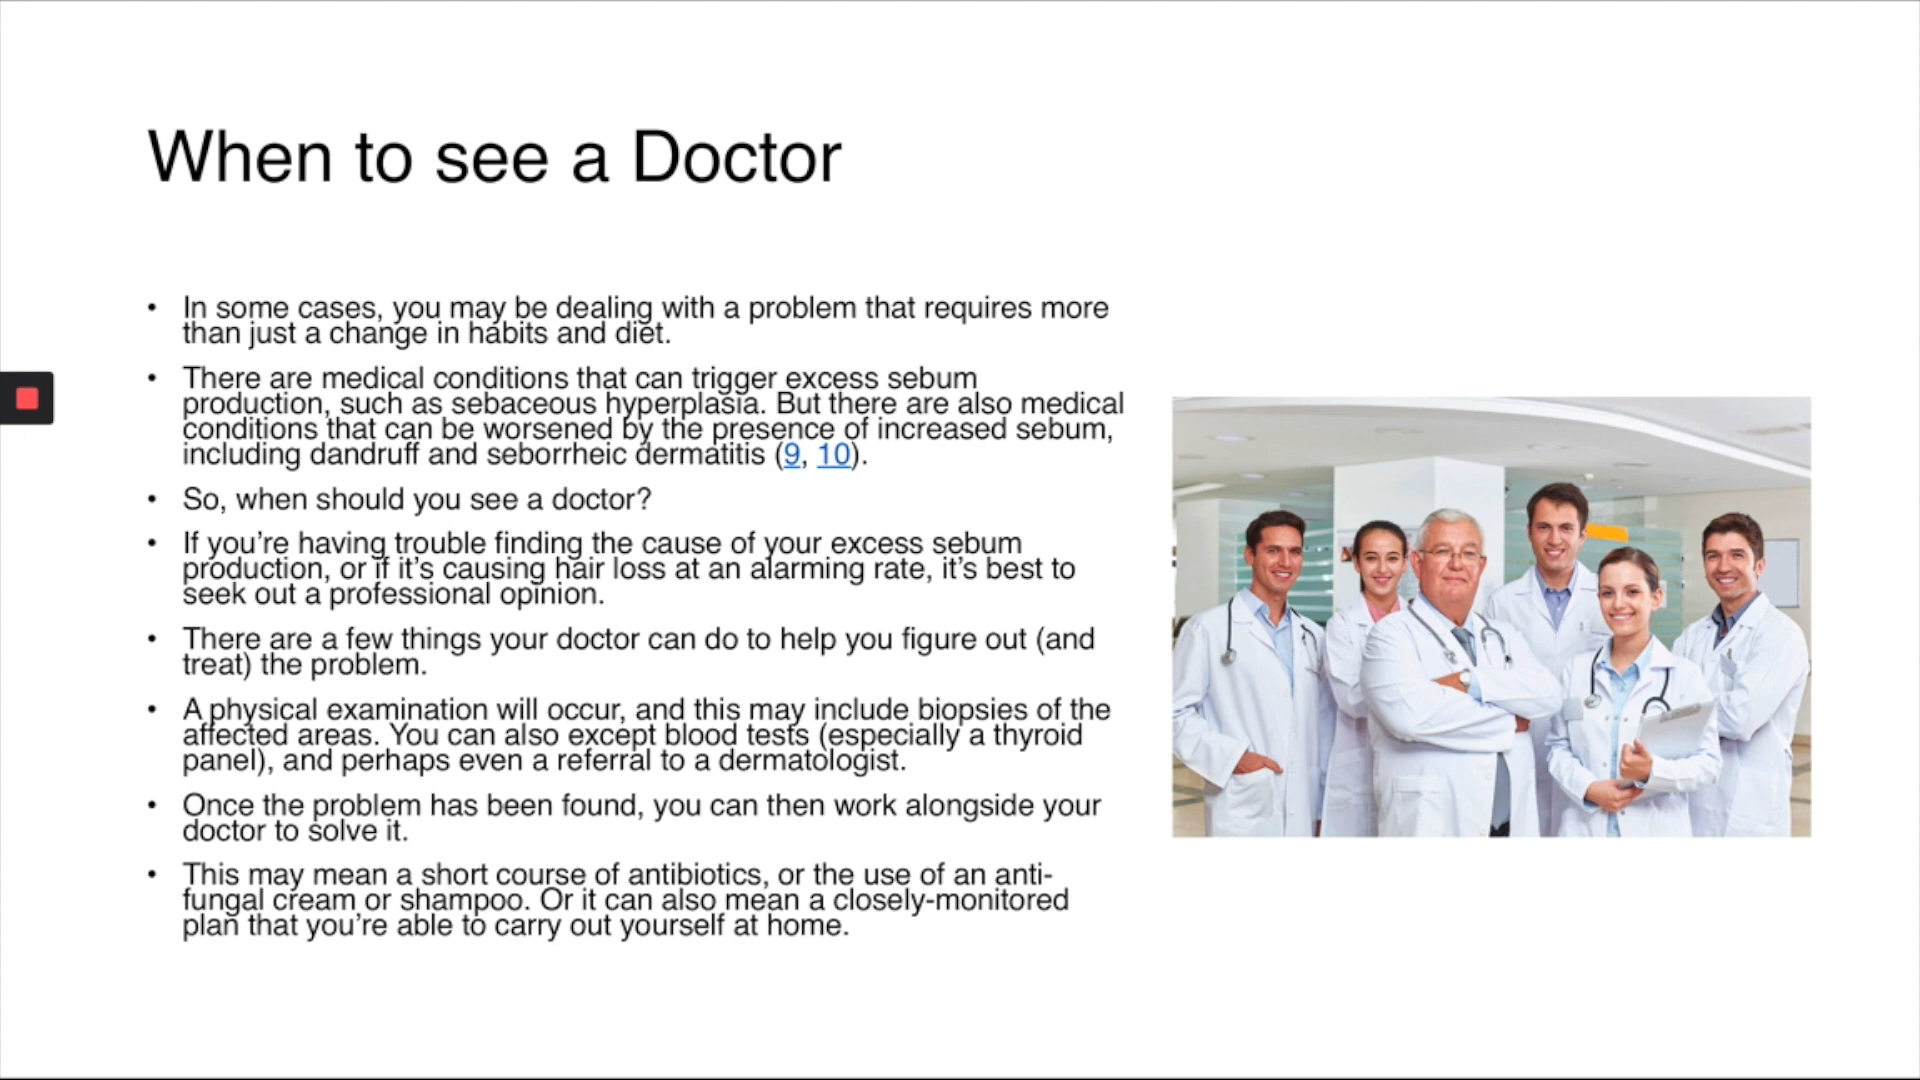 When to see a Doctor
• In some cases, you may be dealing with a problem that requires more
than just a change in habits and diet.
• There are medical conditions that can trigger excess sebum
production, such as sebaceous hyperplasia. But there are also medical
conditions that can be worsened by the presence of increased sebum,
including dandruff and seborrheic dermatitis (9, 10).
• So, when should you see a doctor?
• If you’re having trouble finding the cause of your excess sebum
production, or if it’s causing hair loss at an alarming rate, it’s best to
seek out a professional opinion.
• There are a few things your doctor can do to help you figure out (and
treat) the problem.
• A physical examination will occur, and this may include biopsies of the
affected areas. You can also except blood tests (especially a thyroid
panel), and perhaps even a referral to a dermatologist.
• Once the problem has been found, you can then work alongside your
doctor to solve it.
• This may mean a short course of antibiotics, or the use of an anti-
fungal cream or shampoo. Or it can also mean a closely-monitored
plan that you’re able to carry out yourself at home.